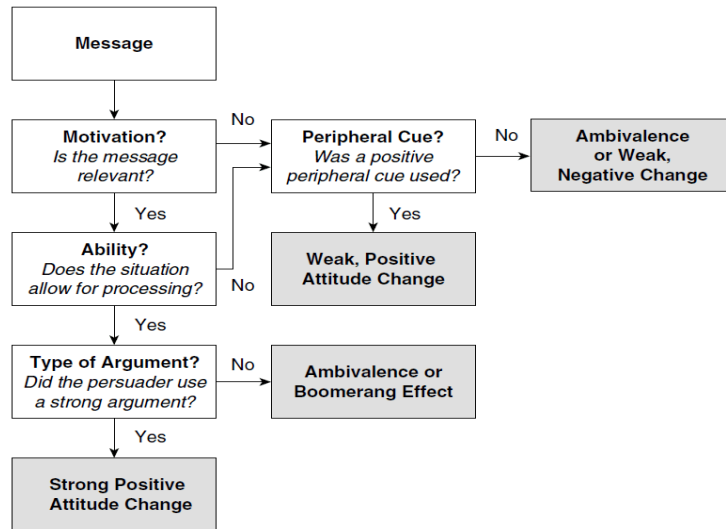 Message
Motivation?
Is the message
relevant?
No
Peripheral Cue?
Was a positive
peripheral cue used?
No
Ambivalence
or Weak,
Negative Change
Yes
Yes
Ability?
Does the situation
allow for processing?
No
Weak, Positive
Attitude Change
Yes
Type of Argument?
Did the persuader use
a strong argument?
No
Ambivalence or
Boomerang Effect
Yes
Strong Positive
Attitude Change